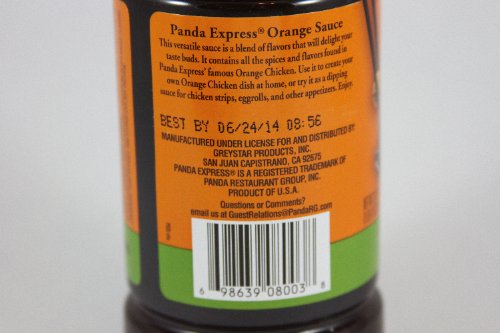 Panda Express® Orange Sauce
This versatile sauce is a blend of flavors that will delight your
taste buds. It contains all the spices and flavors found in
Panda Express' famous Orange Chicken. Use it to create your
own Orange Chicken dish at home, or try it as a dipping
sauce for chicken strips, eggrolls, and other appetizers. Enjoy.
BEST BY 06/24/14 08:56
MANUFACTURED UNDER LICENSE FOR AND DISTRIBUTED BY:
GREYSTAR PRODUCTS, INC.
SAN JUAN CAPISTRANO, CA 92675
PANDA EXPRESS® IS A REGISTERED TRADEMARK OF
PANDA RESTAURANT GROUP, INC.
PRODUCT OF U.S.A.
Questions or Comments?
email us at GuestRelations@PandaRG.com
6 98639 08003 8